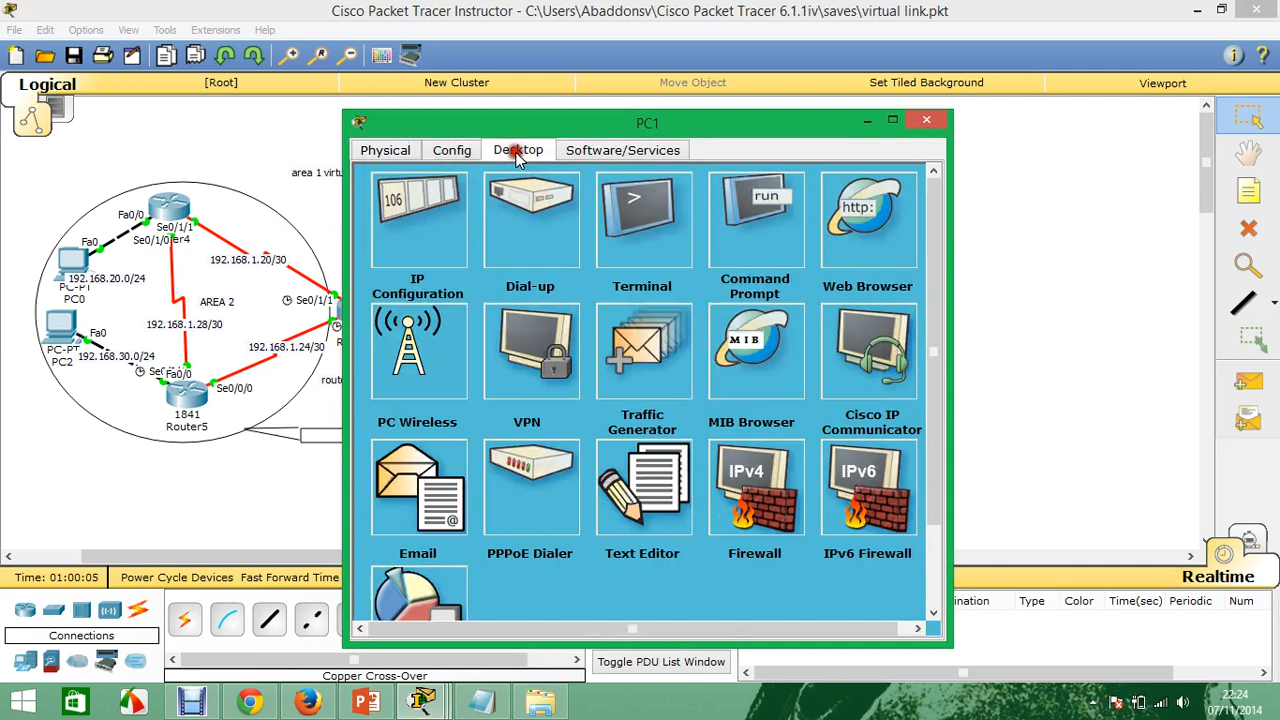 Cisco Packet Tracer Instructor - C:\Users\Abaddonsv\Cisco Packet Tracer 6.1.1iv\saves\virtual link.pkt
File Edit Options View Tools Extensions Help
Logical
[Root]
New Cluster
Move Object
Set Tiled Background
Viewport
area 1 virtu
Fa0/0
Se0/1/1
Se0/1/0
Fa0
192.168.20.0/24
PC0
192.168.1.20/30
AREA 2
Se0/1/1
192.168.1.28/30
PC-PT
PC2
Fa0
192.168.30.0/24
192.168.1.24/30
Fa0/0
Se0/0/0
1841
Router5
PC1
Physical
Config
Desktop
Software/Services
106
>
run
http:
IP
Configuration
Dial-up
Terminal
Command
Prompt
Web Browser
MIB
PC Wireless
VPN
Traffic
Generator
MIB Browser
Cisco IP
Communicator
@
IPv4
IPv6
Email
PPPoE Dialer
Text Editor
Firewall
IPv6 Firewall
Time: 01:00:05
Power Cycle Devices
Fast Forward Time
Realtime
Connections
Copper Cross-Over
Toggle PDU List Window
ination
Type
Color
Time(sec)
Periodic
Num
22:24
07/11/2014